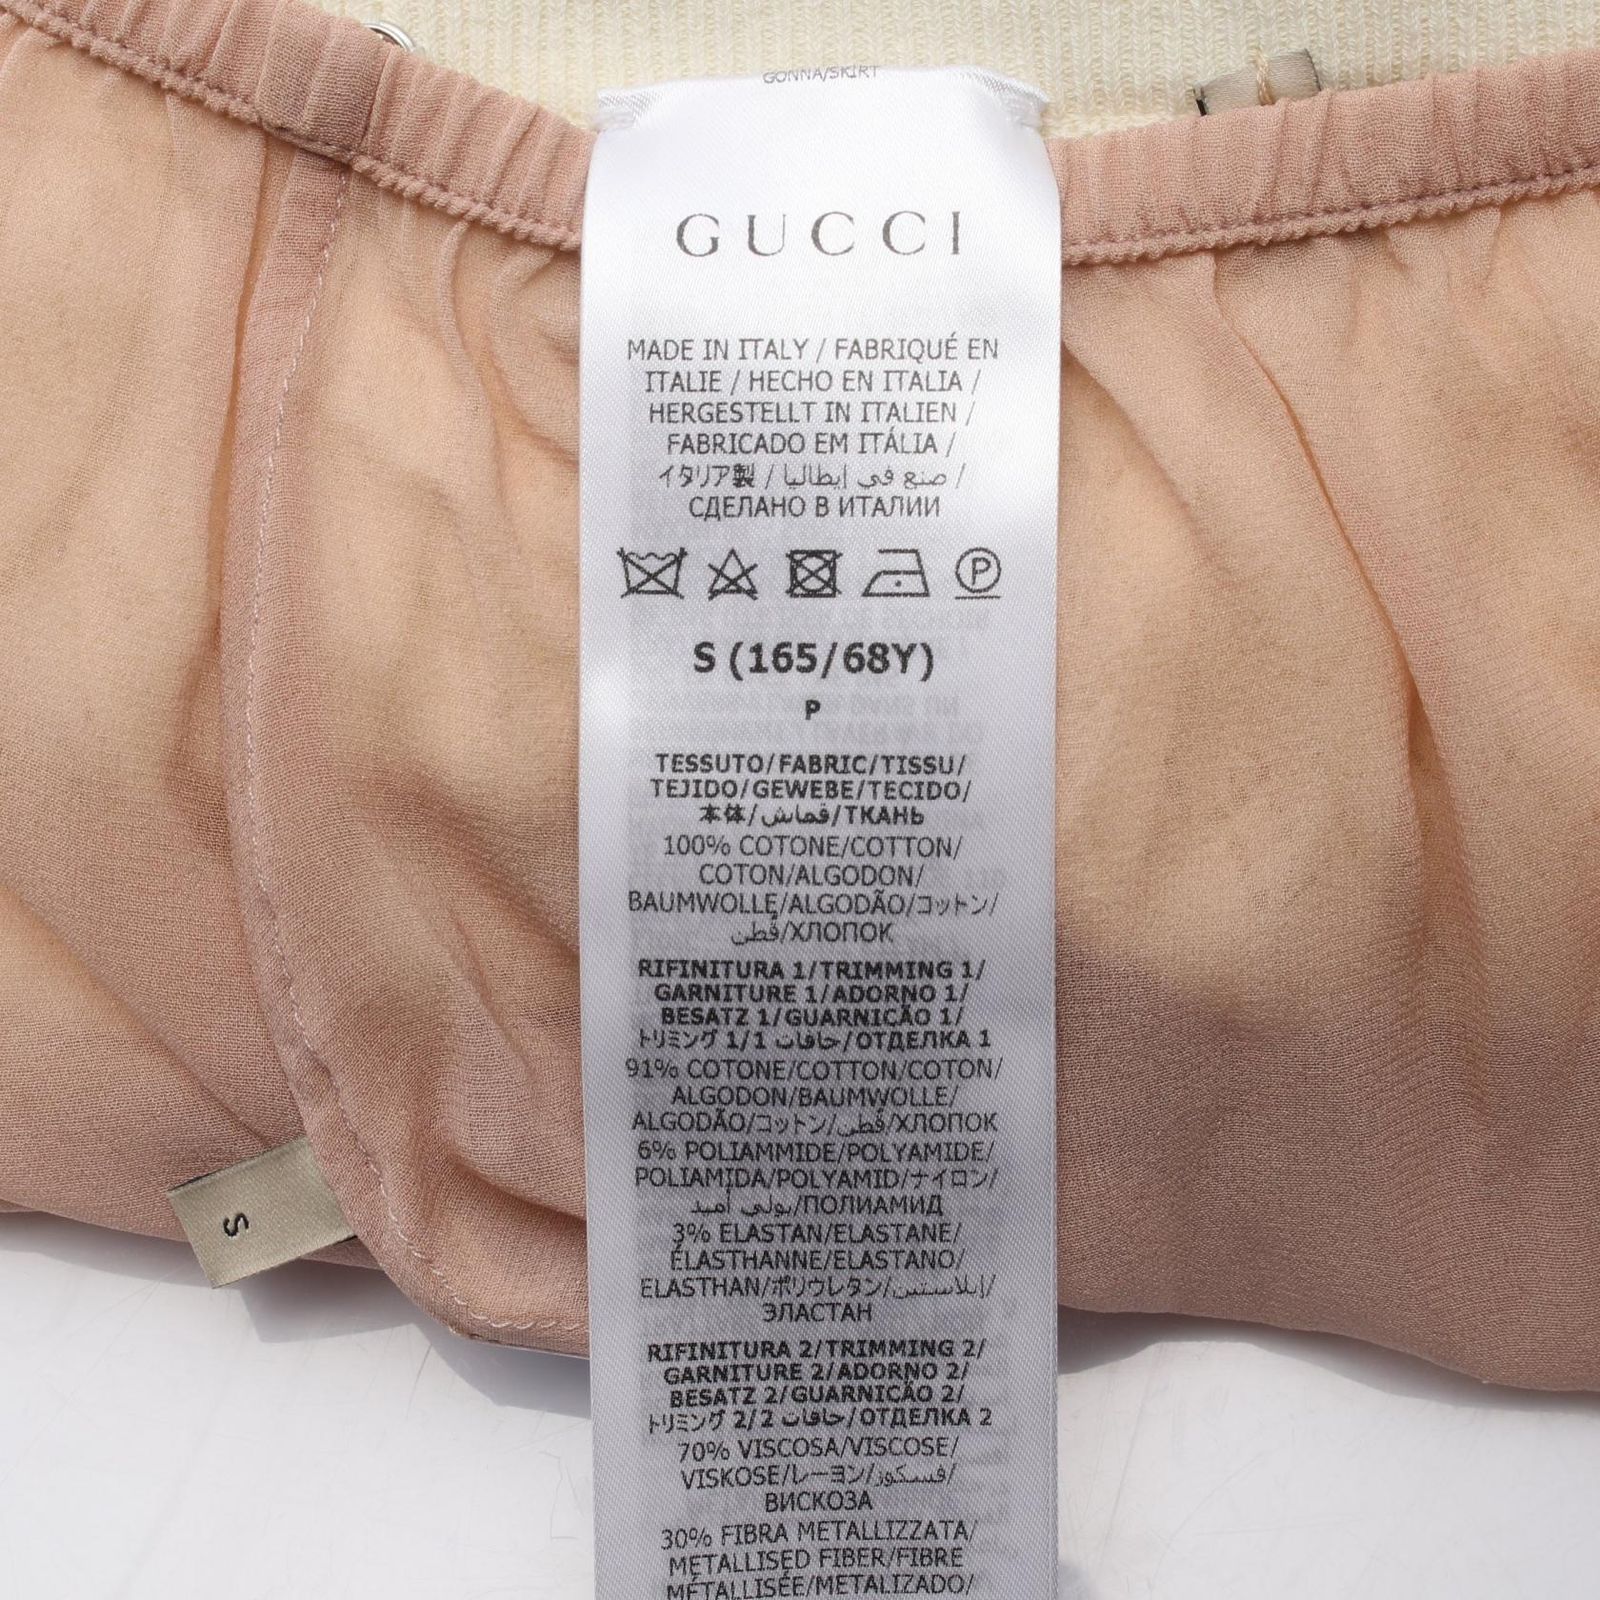 GONNA/SKIRT
GUCCI
MADE IN ITALY / FABRIQUÉ EN
ITALIE / HECHO EN ITALIA /
HERGESTELLT IN ITALIEN /
FABRICADO EM ITÁLIA /
イタリア製 / صنع في إيطاليا /
СДЕЛАНО В ИТАЛИИ
P
S (165/68Y)
P
TESSUTO/FABRIC/TISSU/
TEJIDO/GEWEBE/TECIDO/
本体/قماش/ТКАНЬ
100% COTONE/COTTON/
COTON/ALGODON/
BAUMWOLLE/ALGODÃO/コットン/
قُطن/ХЛОПОК
RIFINITURA 1/TRIMMING 1/
GARNITURE 1/ADORNO 1/
BESATZ 1/GUARNIÇÃO 1/
トリミング 1/1 حافات/ОТДЕЛКА 1
91% COTONE/COTTON/COTON/
ALGODON/BAUMWOLLE/
ALGODÃO/コットン/قُطن/ХЛОПОК
6% POLIAMMIDE/POLYAMIDE/
POLIAMIDA/POLYAMID/ナイロン/
بولي أميد/ПОЛИАМИД
3% ELASTAN/ELASTANE/
ÉLASTHANNE/ELASTANO/
ELASTHAN/ポリウレタン/إيلاستين/
ЭЛАСТАН
RIFINITURA 2/TRIMMING 2/
GARNITURE 2/ADORNO 2/
BESATZ 2/GUARNIÇÃO 2/
トリミング 2/2 حافات/ОТДЕЛКА 2
70% VISCOSA/VISCOSE/
VISKOSE/レーヨン/فسكوز/
ВИСКОЗА
30% FIBRA METALLIZZATA/
METALLISED FIBER/FIBRE
MÉTALLISÉE/METALIZADO/
S